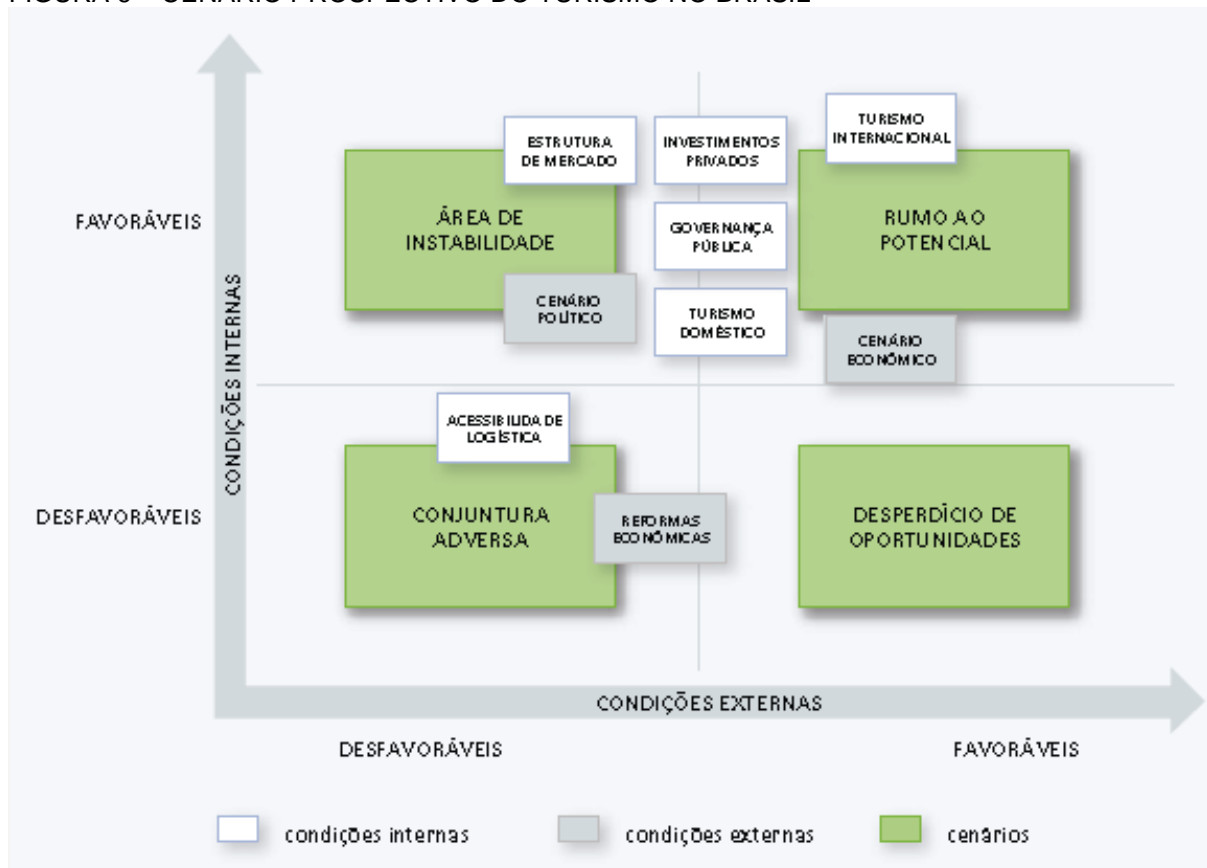 ESTRUTURA
DE MERCADO
INVESTIMENTOS
PRIVADOS
TURISMO
INTERNACIONAL
FAVORÁVEIS
ÁREA DE
INSTABILIDADE
GOVERNANÇA
PÚBLICA
RUMO AO
POTENCIAL
CENÁRIO
POLÍTICO
TURISMO
DOMÉSTICO
CENÁRIO
ECONÔMICO
CONDIÇÕES INTERNAS
ACESSIBILIDADE
LOGÍSTICA
DESFAVORÁVEIS
CONJUNTURA
ADVERSA
REFORMAS
ECONÔMICAS
DESPERDÍCIO DE
OPORTUNIDADES
CONDIÇÕES EXTERNAS
DESFAVORÁVEIS
FAVORÁVEIS
condições internas
condições externas
cenários